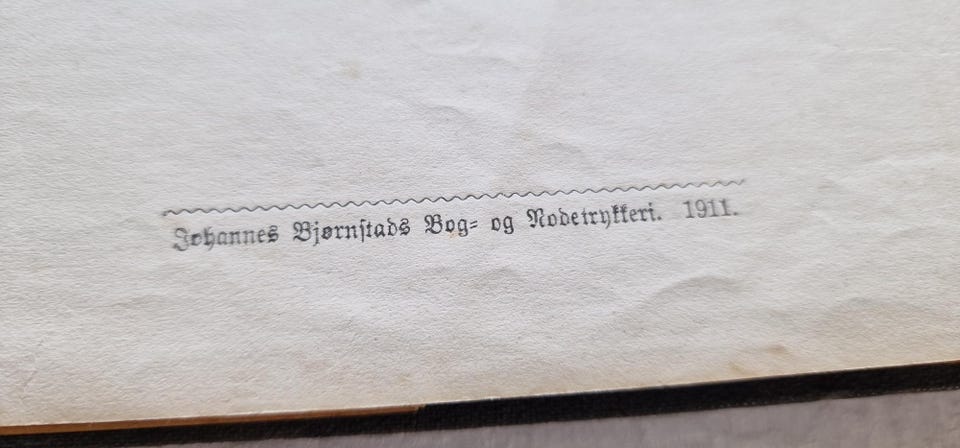 Johannes Bjørnstads Bog- og Nodetrykkeri. 1911.